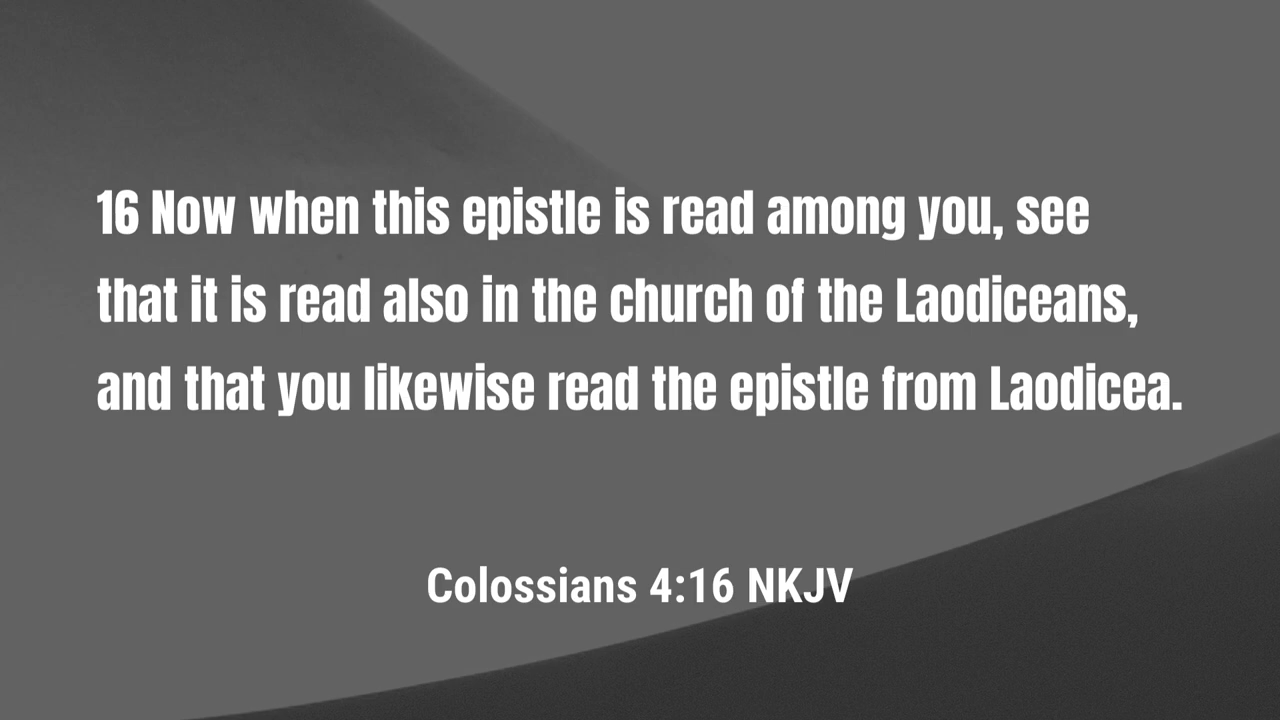 16 Now when this epistle is read among you, see
that it is read also in the church of the Laodiceans,
and that you likewise read the epistle from Laodicea.
Colossians 4:16 NKJV